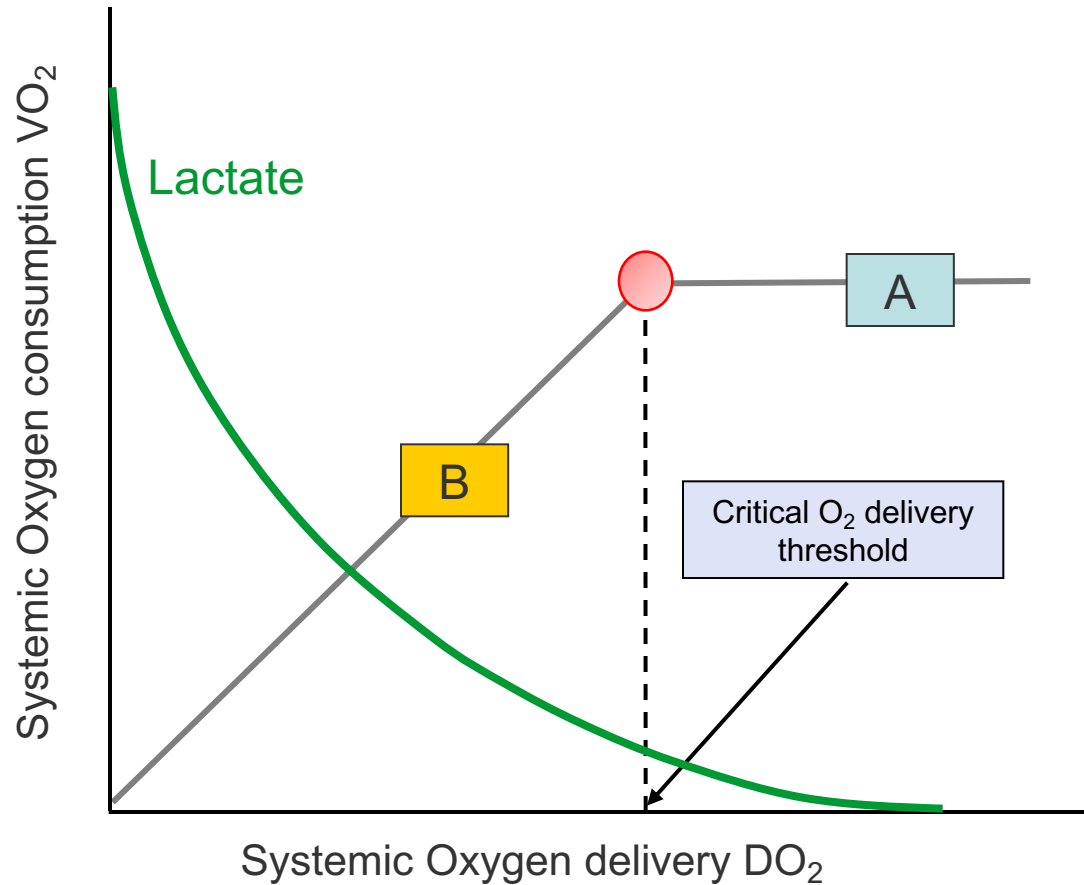 Systemic Oxygen consumption VO₂
Lactate
A
B
Critical O₂ delivery
threshold
Systemic Oxygen delivery DO₂